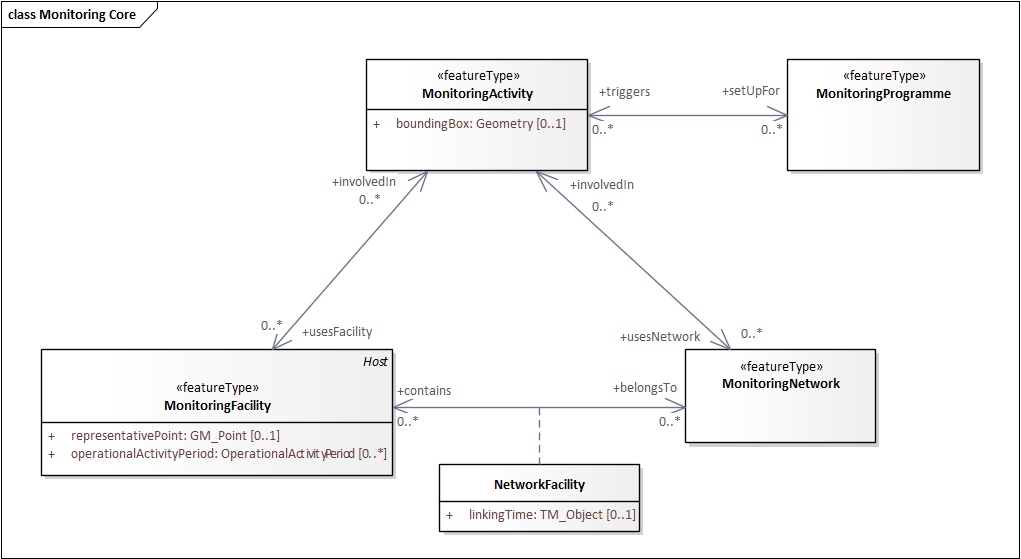 class Monitoring Core
«featureType»
MonitoringActivity
+ boundingBox: Geometry [0..1]
+triggers
0..*
+setUpFor
0..*
«featureType»
MonitoringProgramme
+involvedIn
0..*
+involvedIn
0..*
0..*
+usesFacility
+usesNetwork
0..*
Host
«featureType»
MonitoringFacility
+ representativePoint: GM_Point [0..1]
+ operationalActivityPeriod: OperationalActivityPeriod [0..*]
+contains
0..*
+belongsTo
0..*
«featureType»
MonitoringNetwork
NetworkFacility
+ linkingTime: TM_Object [0..1]